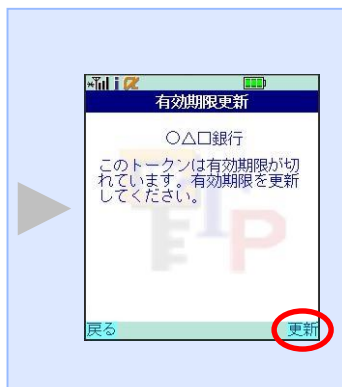 i α
有効期限更新
○△□銀行
このトークンは有効期限が切
れています。有効期限を更新
してください。
TTP
戻る 更新